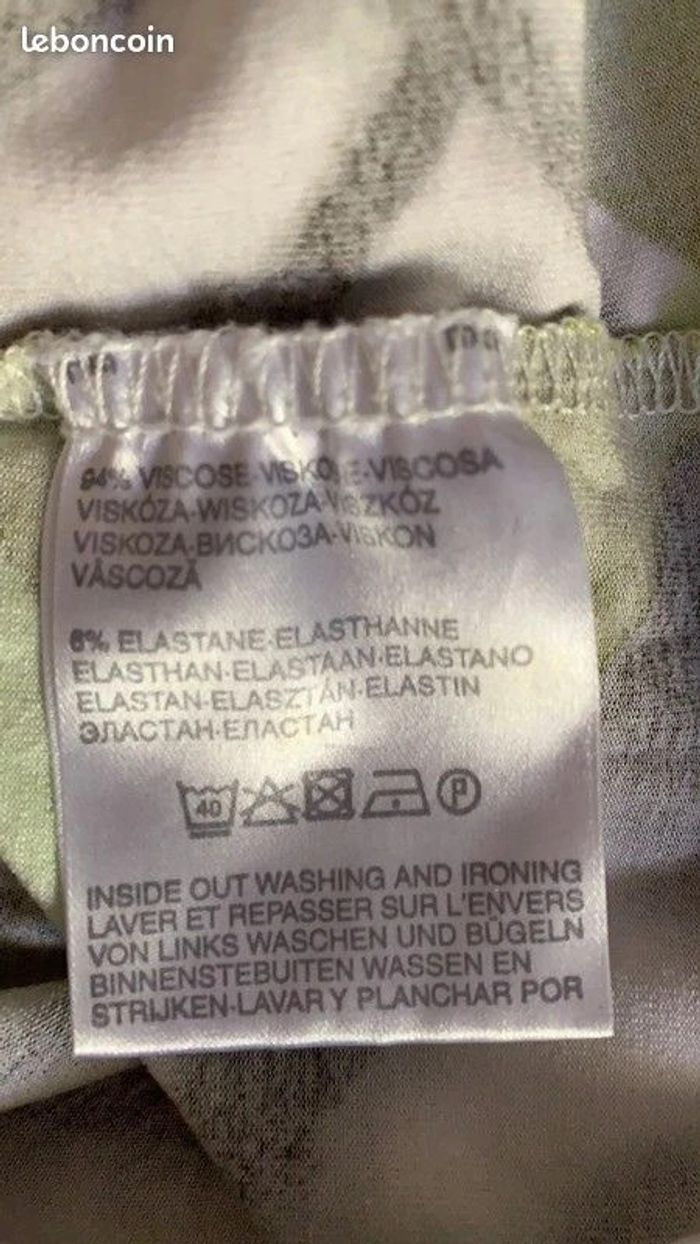 leboncoin
94% VISCOSE-VISKOSE-VISCOSA
VISKÓZA-WISKOZA-VISZKÓZ
VISKOZA-ВИСКОЗА-VISKON
VÂSCOZĂ
6% ELASTANE-ELASTHANNE
ELASTHAN-ELASTAAN-ELASTANO
ELASTAN-ELASZTÁN-ELASTIN
ЭЛАСТАН-ЕЛАСТАН
40 P
INSIDE OUT WASHING AND IRONING
LAVER ET REPASSER SUR L'ENVERS
VON LINKS WASCHEN UND BÜGELN
BINNENSTEBUITEN WASSEN EN
STRIJKEN-LAVAR Y PLANCHAR POR